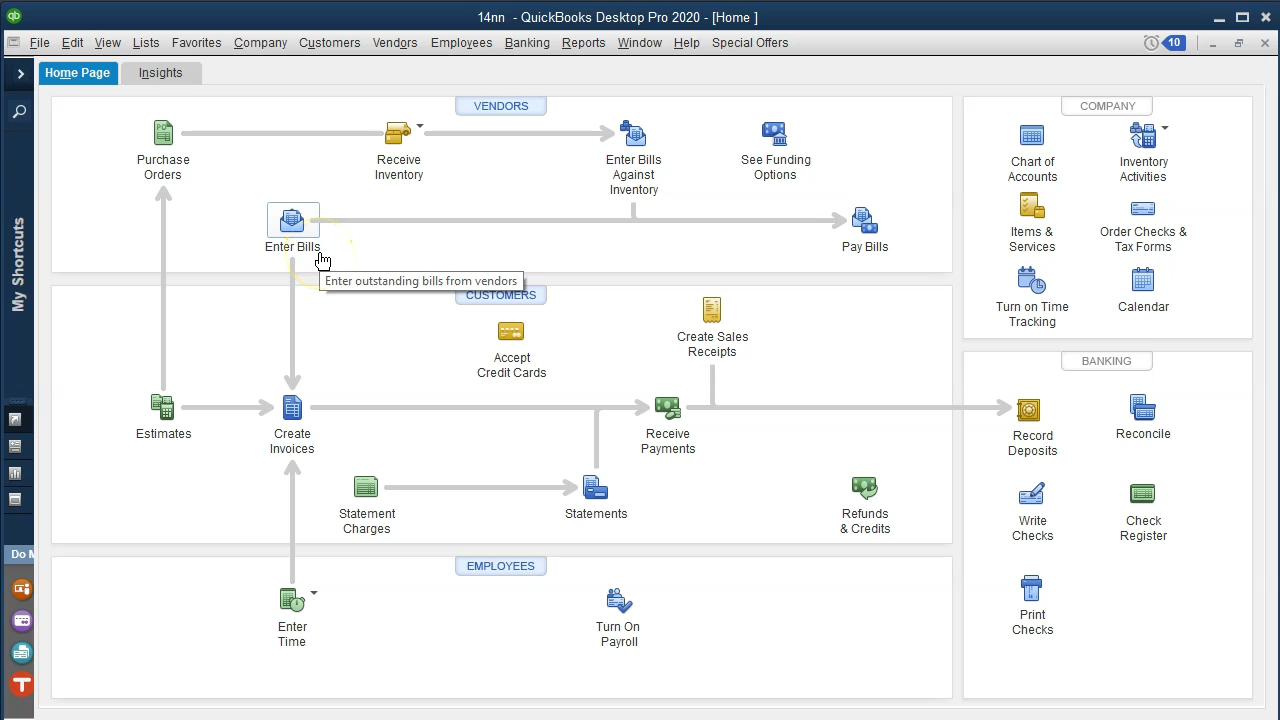 qb
14nn - QuickBooks Desktop Pro 2020 - [Home ]
File Edit View Lists Favorites Company Customers Vendors Employees Banking Reports Window Help Special Offers
10
Home Page
Insights
My Shortcuts
Do M
VENDORS
Purchase
Orders
Receive
Inventory
Enter Bills
Against
Inventory
See Funding
Options
Enter Bills
Pay Bills
Enter outstanding bills from vendors
CUSTOMERS
Create Sales
Receipts
Accept
Credit Cards
Estimates
Create
Invoices
Receive
Payments
Statement
Charges
Statements
Refunds
& Credits
EMPLOYEES
Enter
Time
Turn On
Payroll
COMPANY
Chart of
Accounts
Inventory
Activities
Items &
Services
Order Checks &
Tax Forms
Turn on Time
Tracking
Calendar
BANKING
Record
Deposits
Reconcile
Write
Checks
Check
Register
Print
Checks